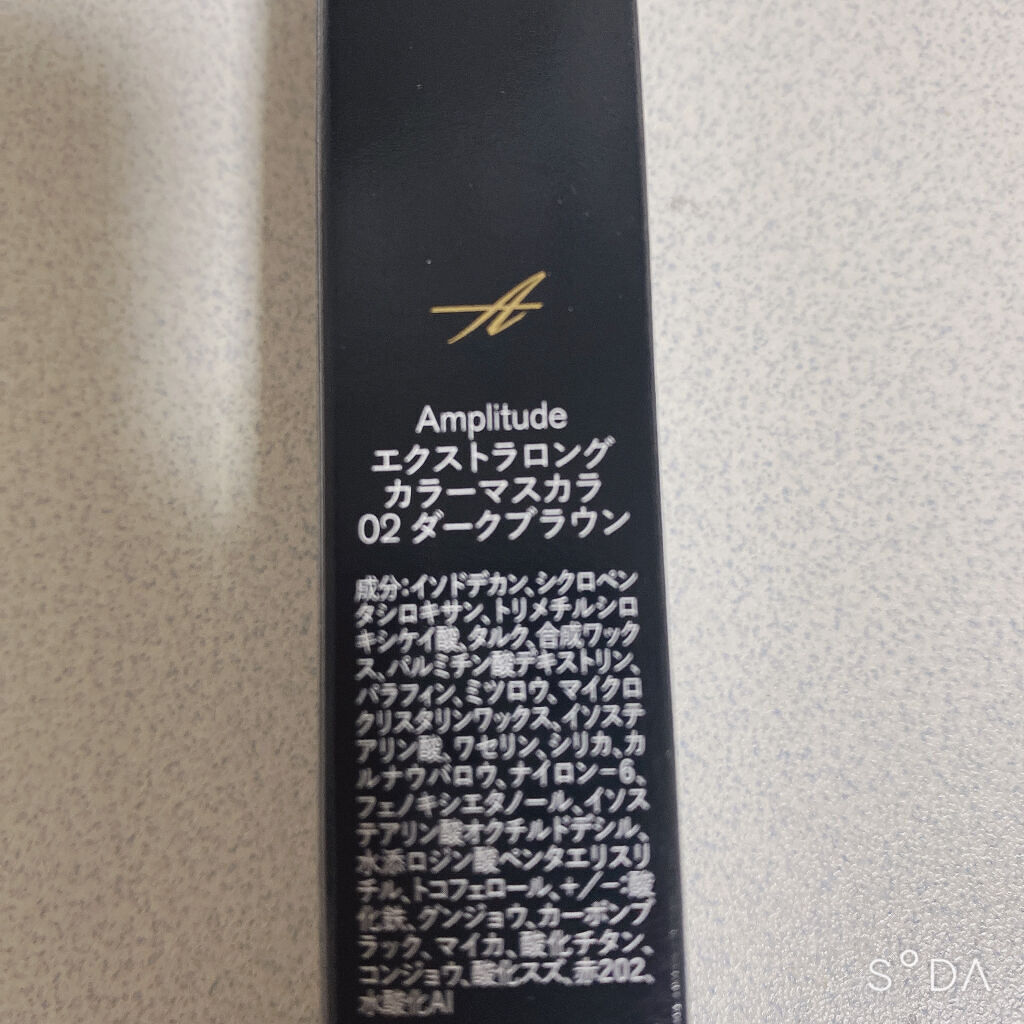 Amplitude
エクストラロング
カラーマスカラ
02 ダークブラウン
成分:イソドデカン、シクロペン
タシロキサン、トリメチルシロ
キシケイ酸、タルク、合成ワック
ス、パルミチン酸デキストリン、
パラフィン、ミツロウ、マイクロ
クリスタリンワックス、イソステ
アリン酸、ワセリン、シリカ、カ
ルナウバロウ、ナイロン-6、
フェノキシエタノール、イソス
テアリン酸オクチルドデシル、
水添ロジン酸ペンタエリスリ
チル、トコフェロール、+/-:酸
化鉄、グンジョウ、カーボンブ
ラック、マイカ、酸化チタン、
コンジョウ、酸化スズ、赤202、
水酸化Al
SODA